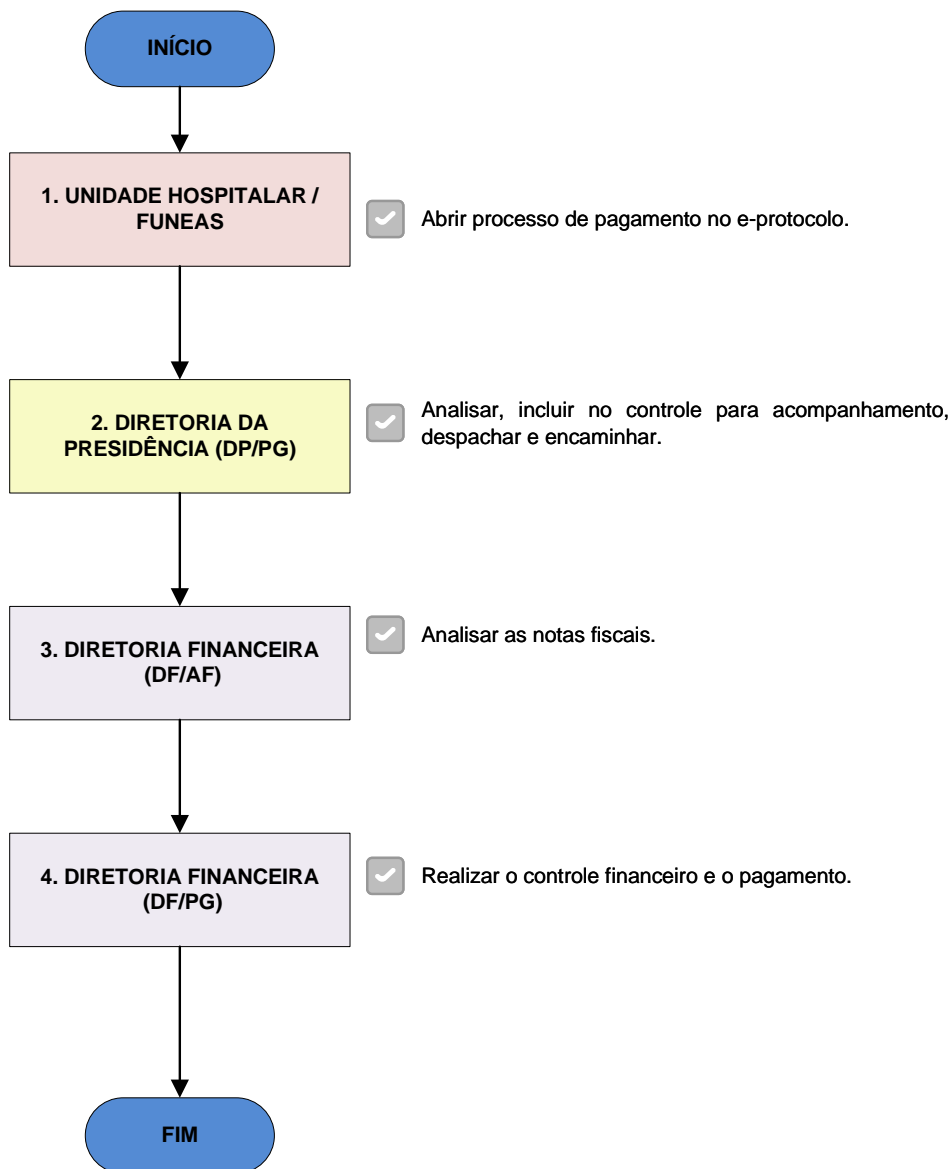 INÍCIO
1. UNIDADE HOSPITALAR /
FUNEAS
Abrir processo de pagamento no e-protocolo.
2. DIRETORIA DA
PRESIDÊNCIA (DP/PG)
Analisar, incluir no controle para acompanhamento,
despachar e encaminhar.
3. DIRETORIA FINANCEIRA
(DF/AF)
Analisar as notas fiscais.
4. DIRETORIA FINANCEIRA
(DF/PG)
Realizar o controle financeiro e o pagamento.
FIM